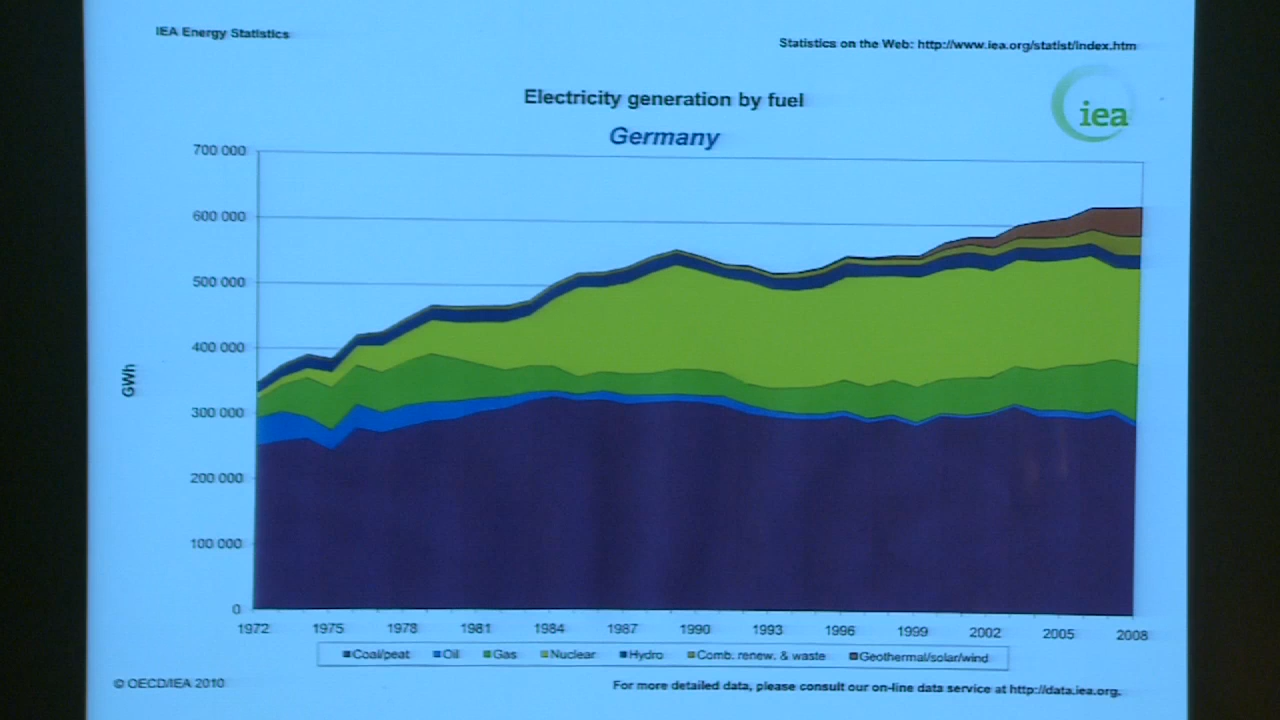 IEA Energy Statistics
Statistics on the Web: http://www.iea.org/statist/index.htm
iea
Electricity generation by fuel
Germany
GWh
700 000
600 000
500 000
400 000
300 000
200 000
100 000
0
1972 1975 1978 1981 1984 1987 1990 1993 1996 1999 2002 2005 2008
Coal/peat Oil Gas Nuclear Hydro Comb. renew. & waste Geothermal/solar/wind
© OECD/IEA 2010
For more detailed data, please consult our on-line data service at http://data.iea.org.